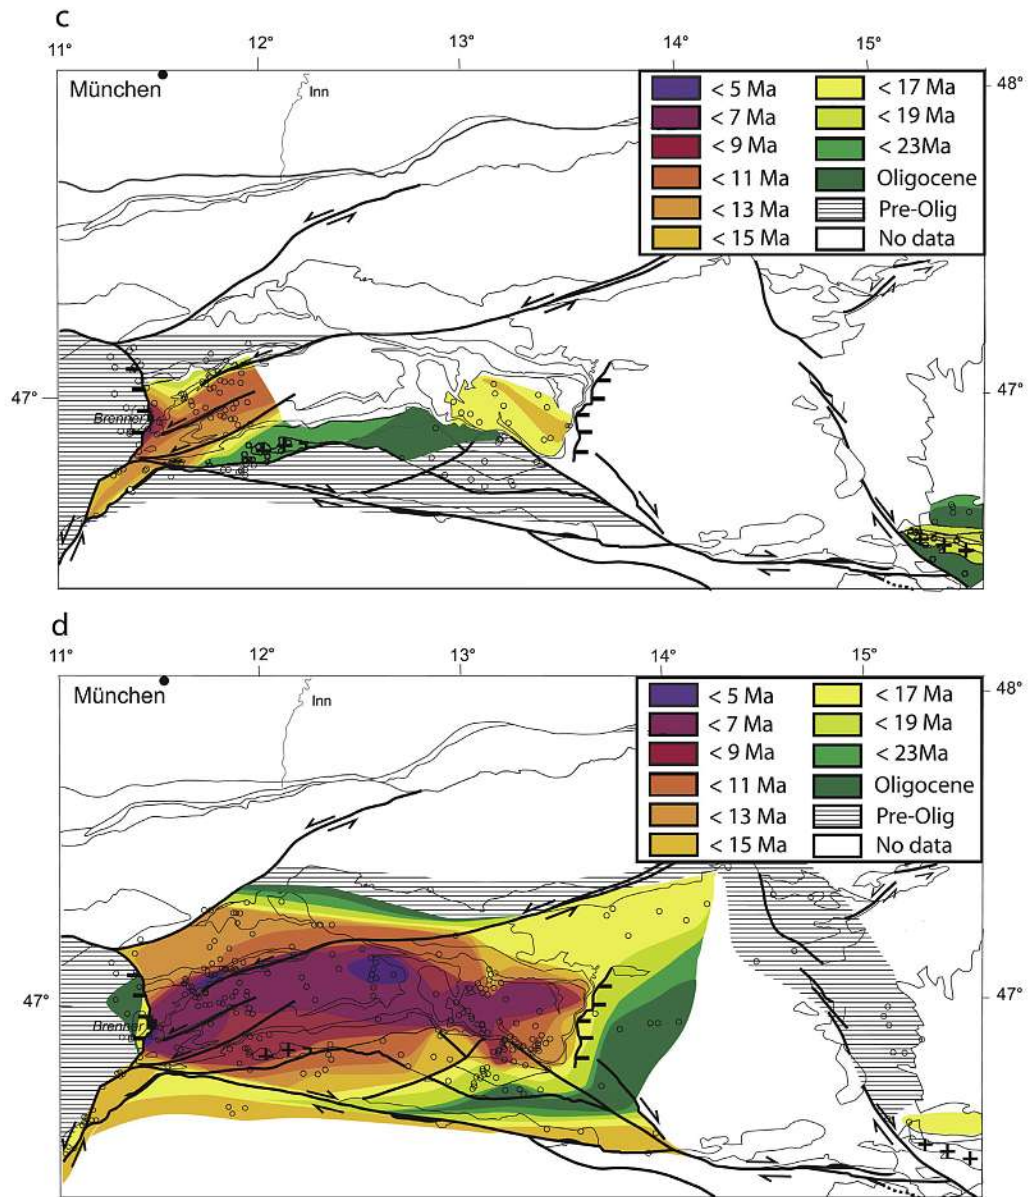 c
11° 12° 13° 14° 15°
München
Inn
48°
< 5 Ma
< 7 Ma
< 9 Ma
< 11 Ma
< 13 Ma
< 15 Ma
< 17 Ma
< 19 Ma
< 23Ma
Oligocene
Pre-Olig
No data
47°
47°
Brenner
d
11° 12° 13° 14° 15°
München
Inn
48°
< 5 Ma
< 7 Ma
< 9 Ma
< 11 Ma
< 13 Ma
< 15 Ma
< 17 Ma
< 19 Ma
< 23Ma
Oligocene
Pre-Olig
No data
47°
47°
Brenner